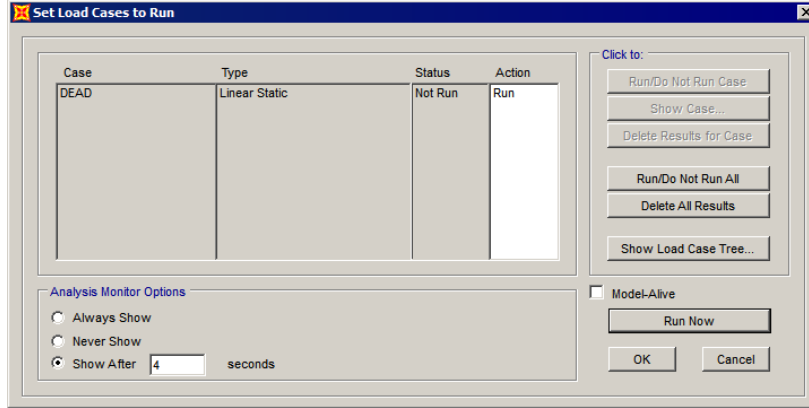 Set Load Cases to Run
Click to:
Case Type Status Action
DEAD Linear Static Not Run Run
Run/Do Not Run Case
Show Case...
Delete Results for Case
Run/Do Not Run All
Delete All Results
Show Load Case Tree...
Analysis Monitor Options
Always Show
Never Show
Show After 4 seconds
Model-Alive
Run Now
OK Cancel